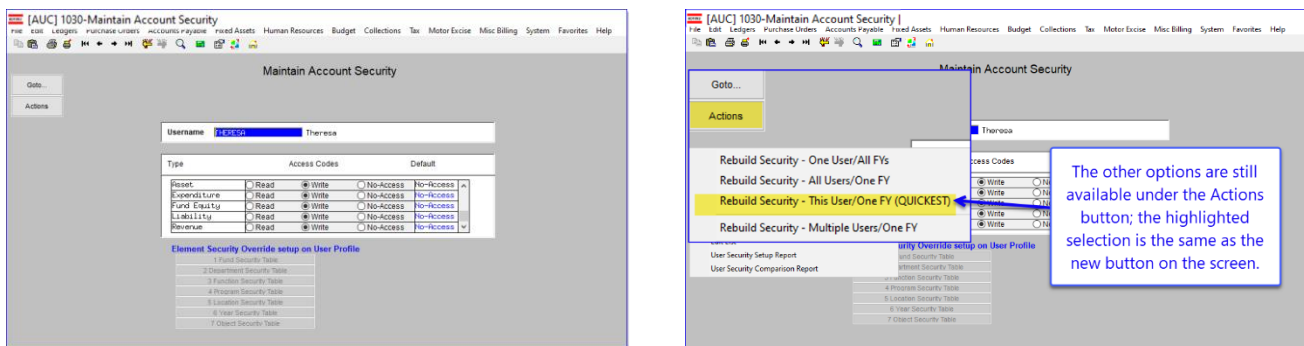 [AUC] 1030-Maintain Account Security
File Edit Ledgers Purchase Orders Accounts Payable Fixed Assets Human Resources Budget Collections Tax Motor Excise Misc Billing System Favorites Help
Maintain Account Security
Goto...
Actions
Username THERESA Theresa
Type Access Codes Default
Asset Read Write No-Access No-Access
Expenditure Read Write No-Access No-Access
Fund Equity Read Write No-Access No-Access
Liability Read Write No-Access No-Access
Revenue Read Write No-Access No-Access
Element Security Override setup on User Profile
1 Fund Security Table
2 Department Security Table
3 Function Security Table
4 Program Security Table
5 Location Security Table
6 Year Security Table
7 Object Security Table
[AUC] 1030-Maintain Account Security |
File Edit Ledgers Purchase Orders Accounts Payable Fixed Assets Human Resources Budget Collections Tax Motor Excise Misc Billing System Favorites Help
Maintain Account Security
Goto...
Actions
Theresa
Access Codes
Rebuild Security - One User/All FYs
Rebuild Security - All Users/One FY
Rebuild Security - This User/One FY (QUICKEST)
Rebuild Security - Multiple Users/One FY
Write
Write
Write
Write
Write
User Security Setup Report
User Security Comparison Report
Security Override setup on User Profile
Fund Security Table
Department Security Table
3 Function Security Table
4 Program Security Table
5 Location Security Table
6 Year Security Table
7 Object Security Table
The other options are still
available under the Actions
button; the highlighted
selection is the same as the
new button on the screen.